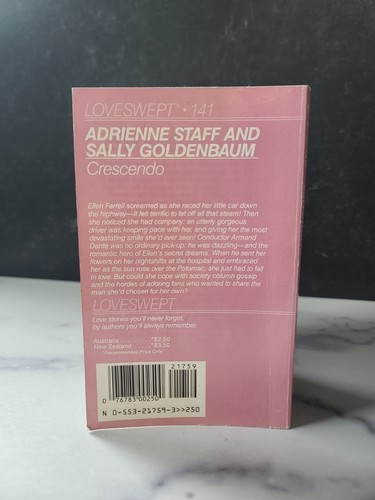 LOVESWEPT® • 141
ADRIENNE STAFF AND
SALLY GOLDENBAUM
Crescendo
Ellen Farrell screamed as she raced her little car down
the highway—it felt terrific to let off all that steam! Then
she noticed she had company: an utterly gorgeous
driver was keeping pace with her, and giving her the most
devastating smile she'd ever seen! Conductor Armand
Dante was no ordinary pick-up: he was dazzling—and the
romantic hero of Ellen's secret dreams. When he sent her
flowers on her nightshifts at the hospital and embraced
her as the sun rose over the Potomac, she just had to fall
in love. But could she cope with society column gossip
and the hordes of adoring fans who wanted to share the
man she'd chosen for her own?
LOVESWEPT
Love stories you'll never forget,
by authors you'll always remember.
Australia . . . . *$2.50
New Zealand . . . *$3.50
*Recommended Price Only
21759
0 76783 00250
N 0-553-21759-3>>250